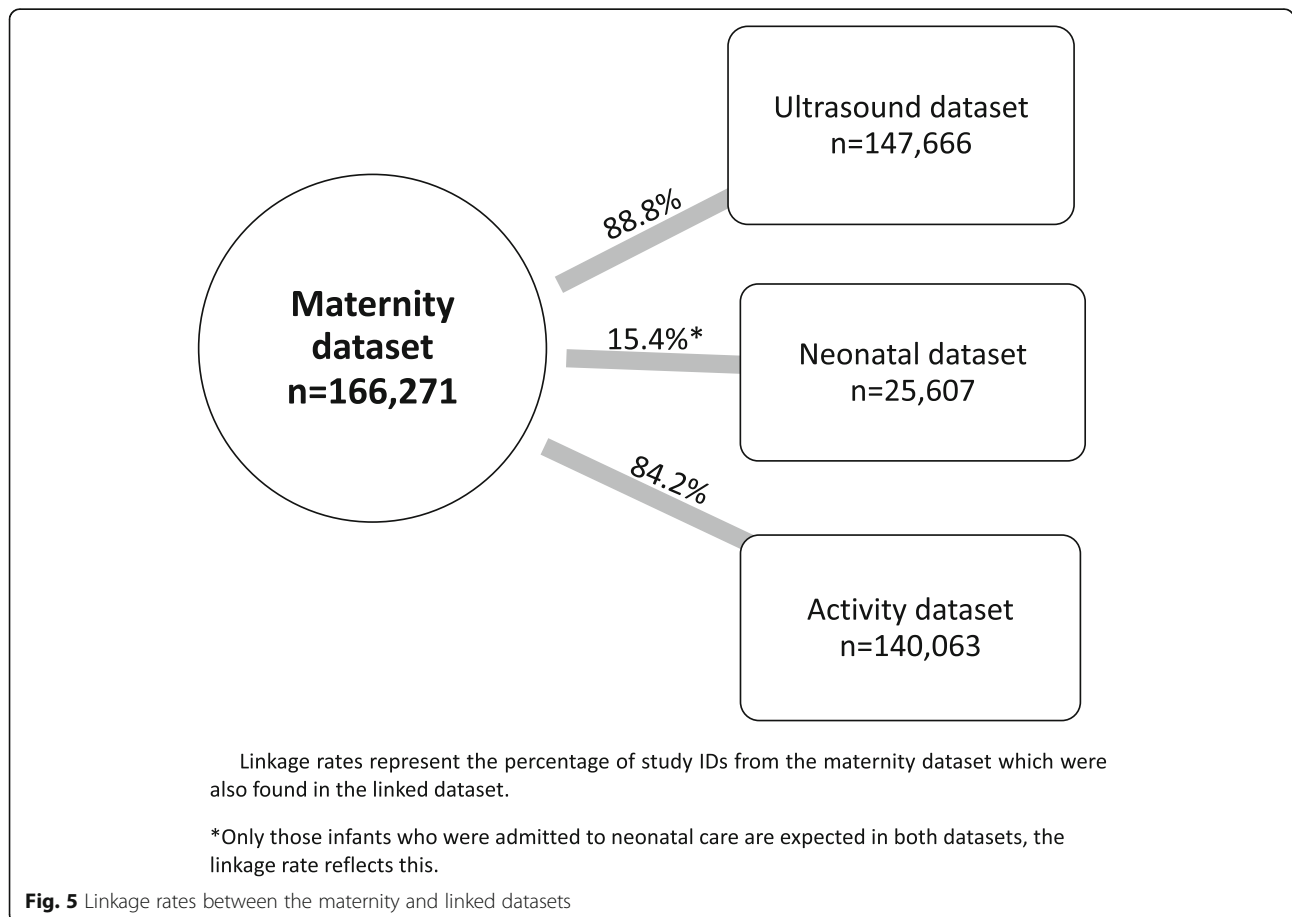 Ultrasound dataset
n=147,666
88.8%
Maternity
dataset
n=166,271
15.4%*
Neonatal dataset
n=25,607
84.2%
Activity dataset
n=140,063
Linkage rates represent the percentage of study IDs from the maternity dataset which were
also found in the linked dataset.
*Only those infants who were admitted to neonatal care are expected in both datasets, the
linkage rate reflects this.
Fig. 5 Linkage rates between the maternity and linked datasets